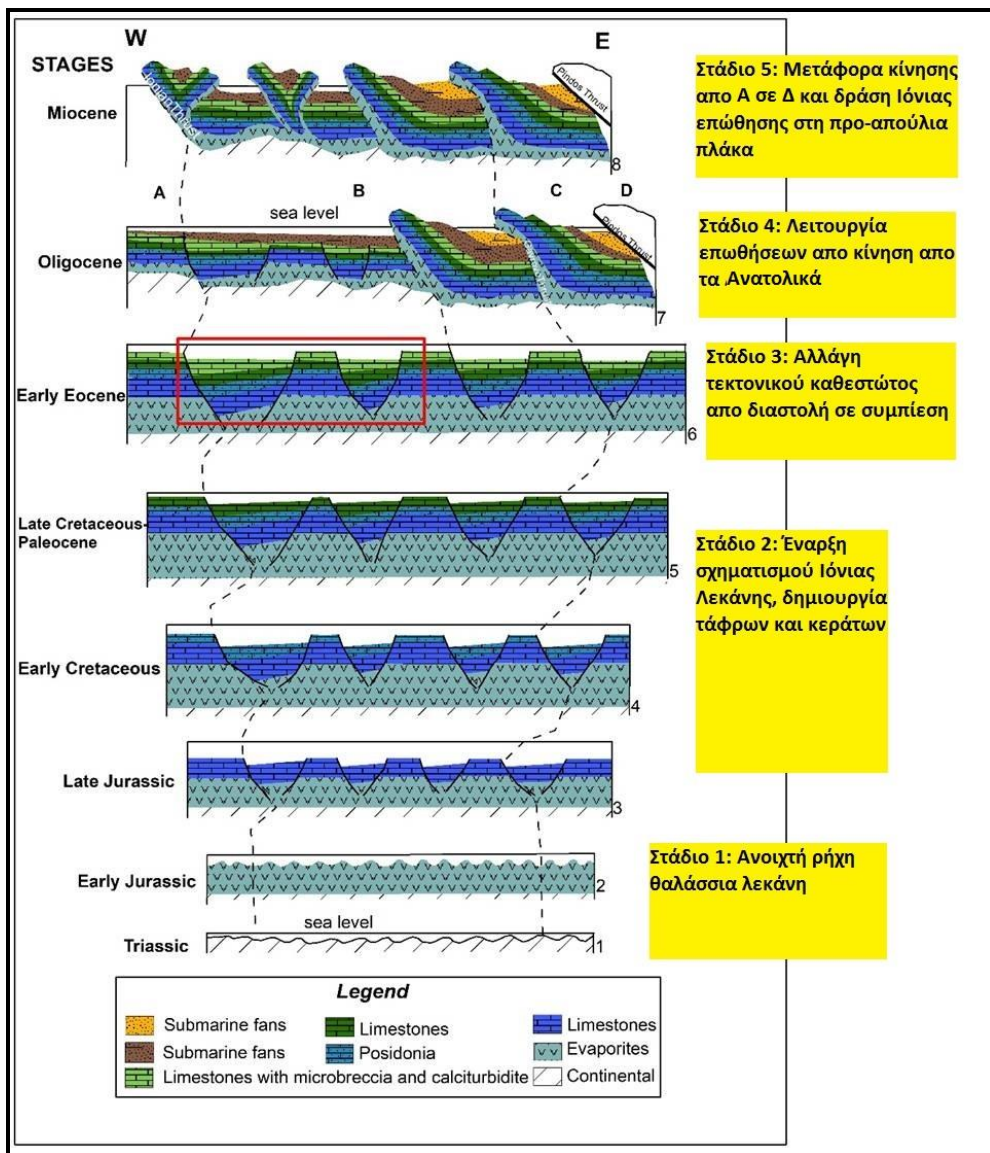 W
E
STAGES
Miocene
Ionian Thrust
Pindos Thrust
8
Στάδιο 5: Μετάφορα κίνησης
απο Α σε Δ και δράση Ιόνιας
επώθησης στη προ-απούλια
πλάκα
A
B
C
D
sea level
Oligocene
Pindos Thrust
7
Στάδιο 4: Λειτουργία
επωθήσεων απο κίνηση απο
τα Ανατολικά
Early Eocene
6
Στάδιο 3: Αλλάγη
τεκτονικού καθεστώτος
απο διαστολή σε συμπίεση
Late Cretaceous-
Paleocene
5
Στάδιο 2: Έναρξη
σχηματισμού Ιόνιας
Λεκάνης, δημιουργία
τάφρων και κεράτων
Early Cretaceous
4
Late Jurassic
3
Στάδιο 1: Ανοιχτή ρήχη
θαλάσσια λεκάνη
Early Jurassic
2
sea level
Triassic
1
Legend
Submarine fans
Limestones
Limestones
Submarine fans
Posidonia
Evaporites
Limestones with microbreccia and calciturbidite
Continental